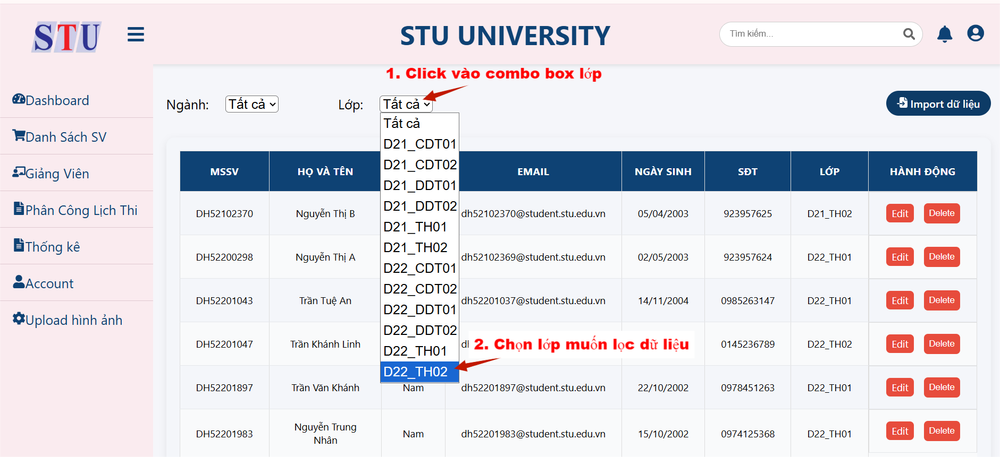 STU
STU UNIVERSITY
Tìm kiếm...
1. Click vào combo box lớp
Dashboard
Danh Sách SV
Giảng Viên
Phân Công Lịch Thi
Thống kê
Account
Upload hình ảnh
Ngành: Tất cả Lớp: Tất cả Import dữ liệu
Tất cả
D21_CDT01
D21_CDT02
D21_DDT01
D21_DDT02
D21_TH01
D21_TH02
D22_CDT01
D22_CDT02
D22_DDT01
D22_DDT02
D22_TH01
D22_TH02
2. Chọn lớp muốn lọc dữ liệu
MSSV HỌ VÀ TÊN EMAIL NGÀY SINH SĐT LỚP HÀNH ĐỘNG
DH52102370 Nguyễn Thị B dh52102370@student.stu.edu.vn 05/04/2003 923957625 D21_TH02 Edit Delete
DH52200298 Nguyễn Thị A dh52102369@student.stu.edu.vn 02/05/2003 923957624 D22_TH01 Edit Delete
DH52201043 Trần Tuệ An dh52201037@student.stu.edu.vn 14/11/2004 0985263147 D22_TH01 Edit Delete
DH52201047 Trần Khánh Linh 0145236789 D22_TH02 Edit Delete
DH52201897 Trần Văn Khánh Nam dh52201897@student.stu.edu.vn 22/10/2002 0978451263 D22_TH01 Edit Delete
DH52201983 Nguyễn Trung Nhân Nam dh52201983@student.stu.edu.vn 15/10/2002 0974125368 D22_TH01 Edit Delete